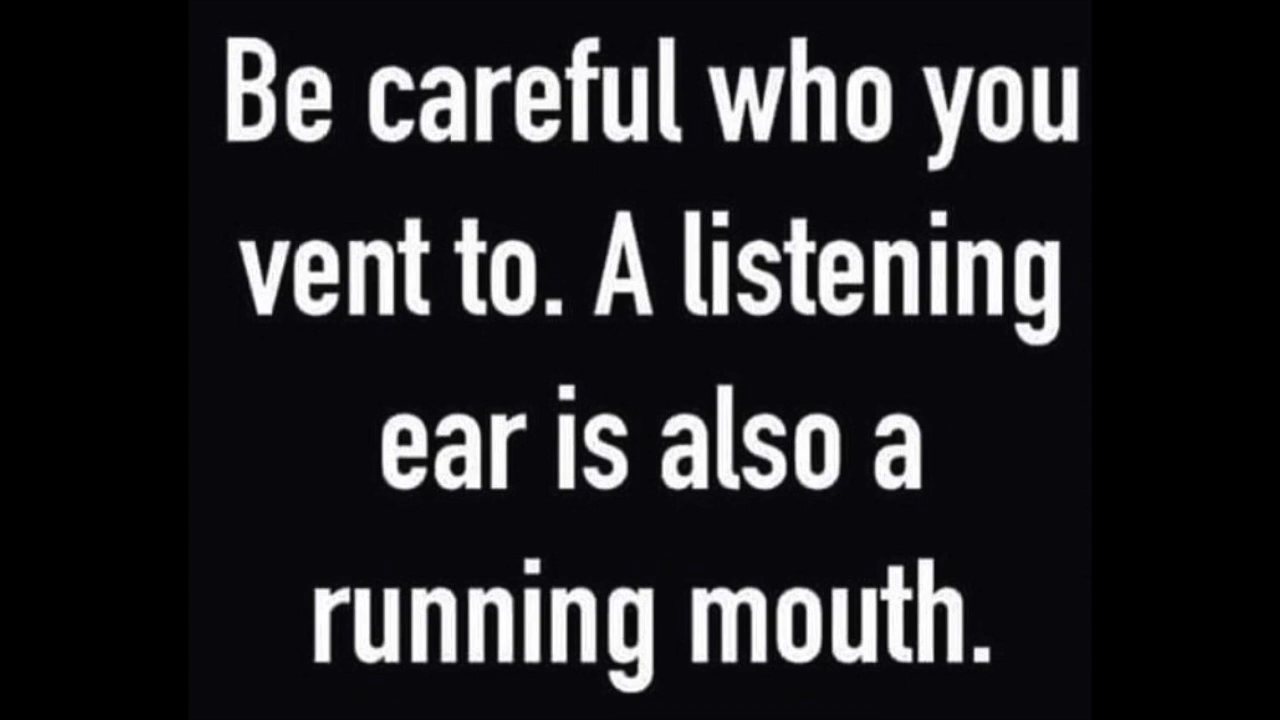 Be careful who you
vent to. A listening
ear is also a
running mouth.